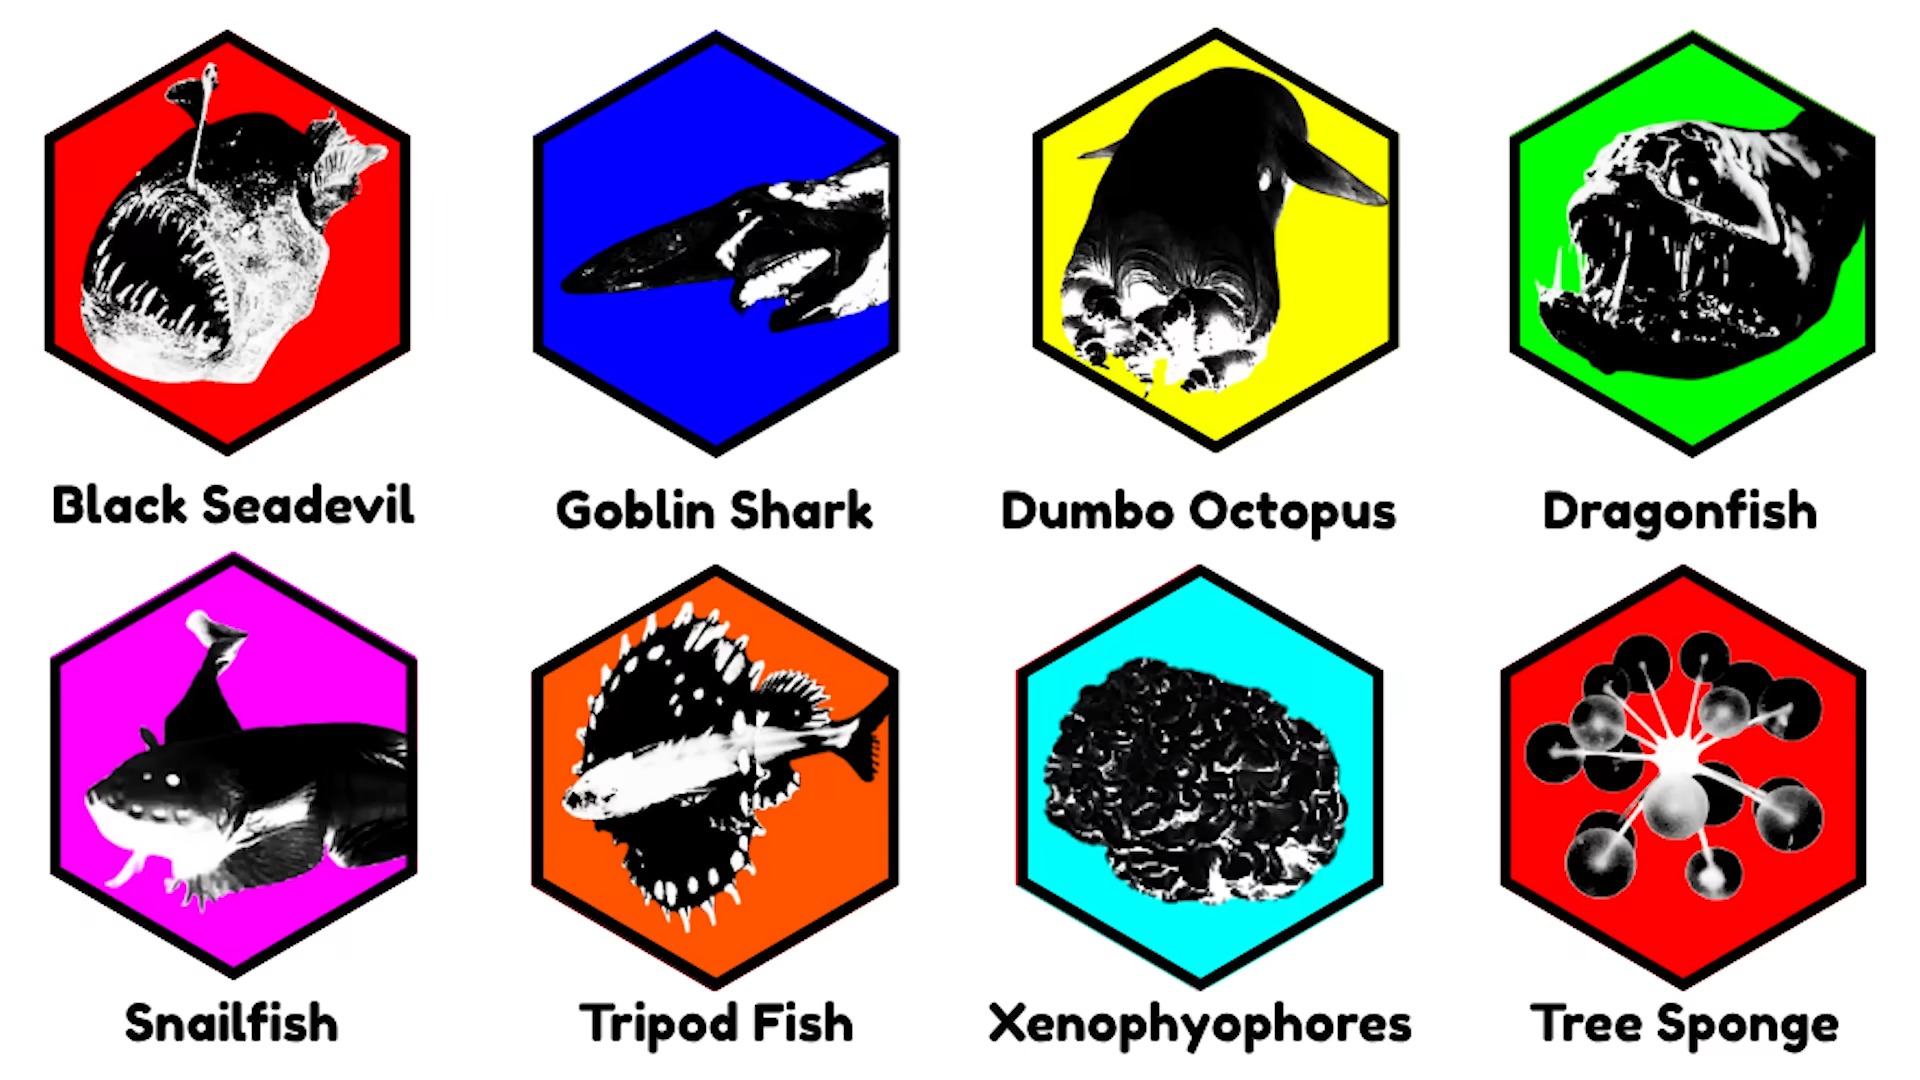 Black Seadevil
Goblin Shark
Dumbo Octopus
Dragonfish
Snailfish
Tripod Fish
Xenophyophores
Tree Sponge